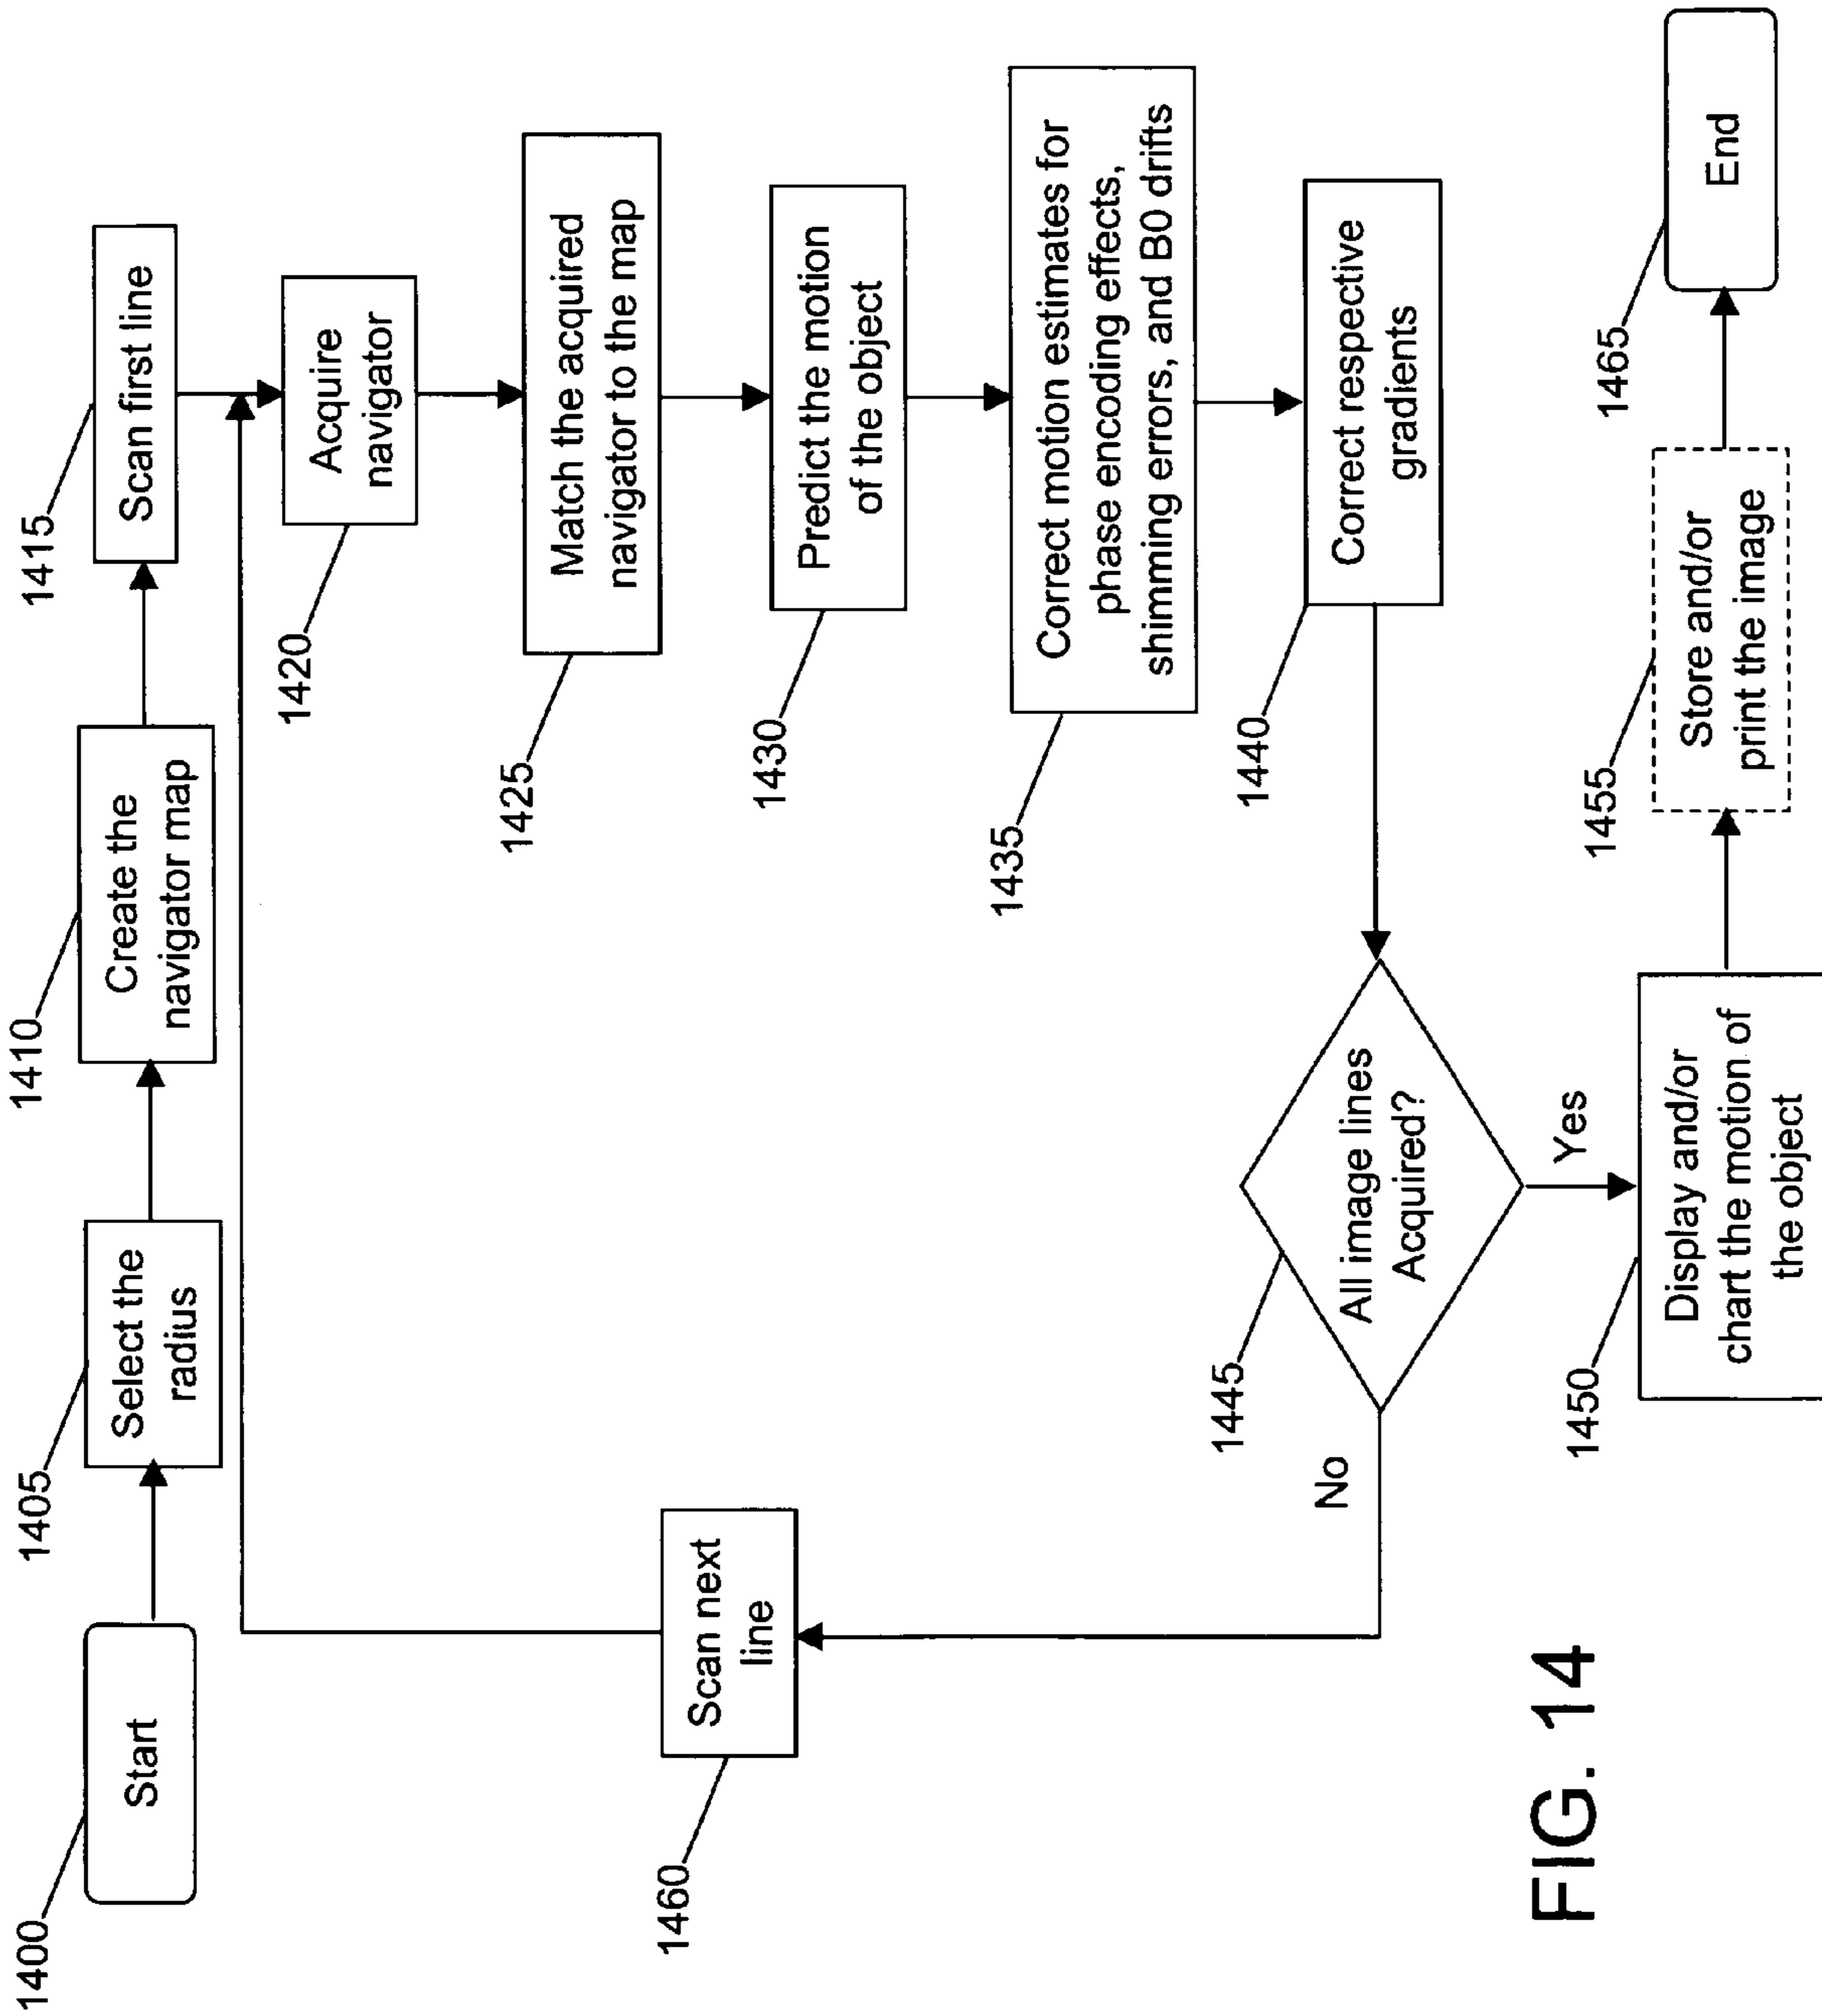 1400
Start
1405
Select the
radius
1410
Create the
navigator map
1415
Scan first line
1420
Acquire
navigator
1425
Match the acquired
navigator to the map
1430
Predict the motion
of the object
1435
Correct motion estimates for
phase encoding effects,
shimming errors, and B0 drifts
1440
Correct respective
gradients
1445
All image lines
Acquired?
No
Yes
1460
Scan next
line
1450
Display and/or
chart the motion of
the object
1455
Store and/or
print the image
1465
End
FIG. 14